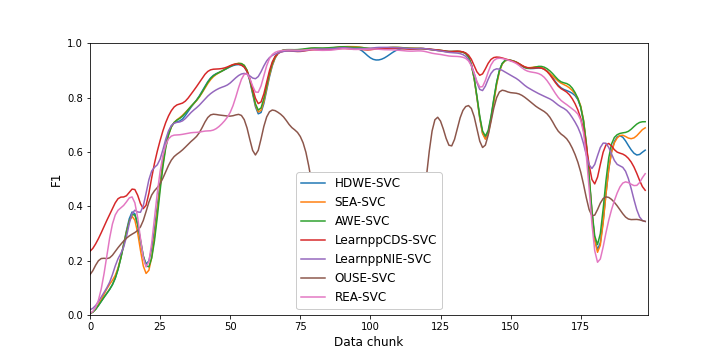 1.0
0.8
0.6
0.4
0.2
0.0
F1
0
25
50
75
100
125
150
175
Data chunk
HDWE-SVC
SEA-SVC
AWE-SVC
LearnppCDS-SVC
LearnppNIE-SVC
OUSE-SVC
REA-SVC